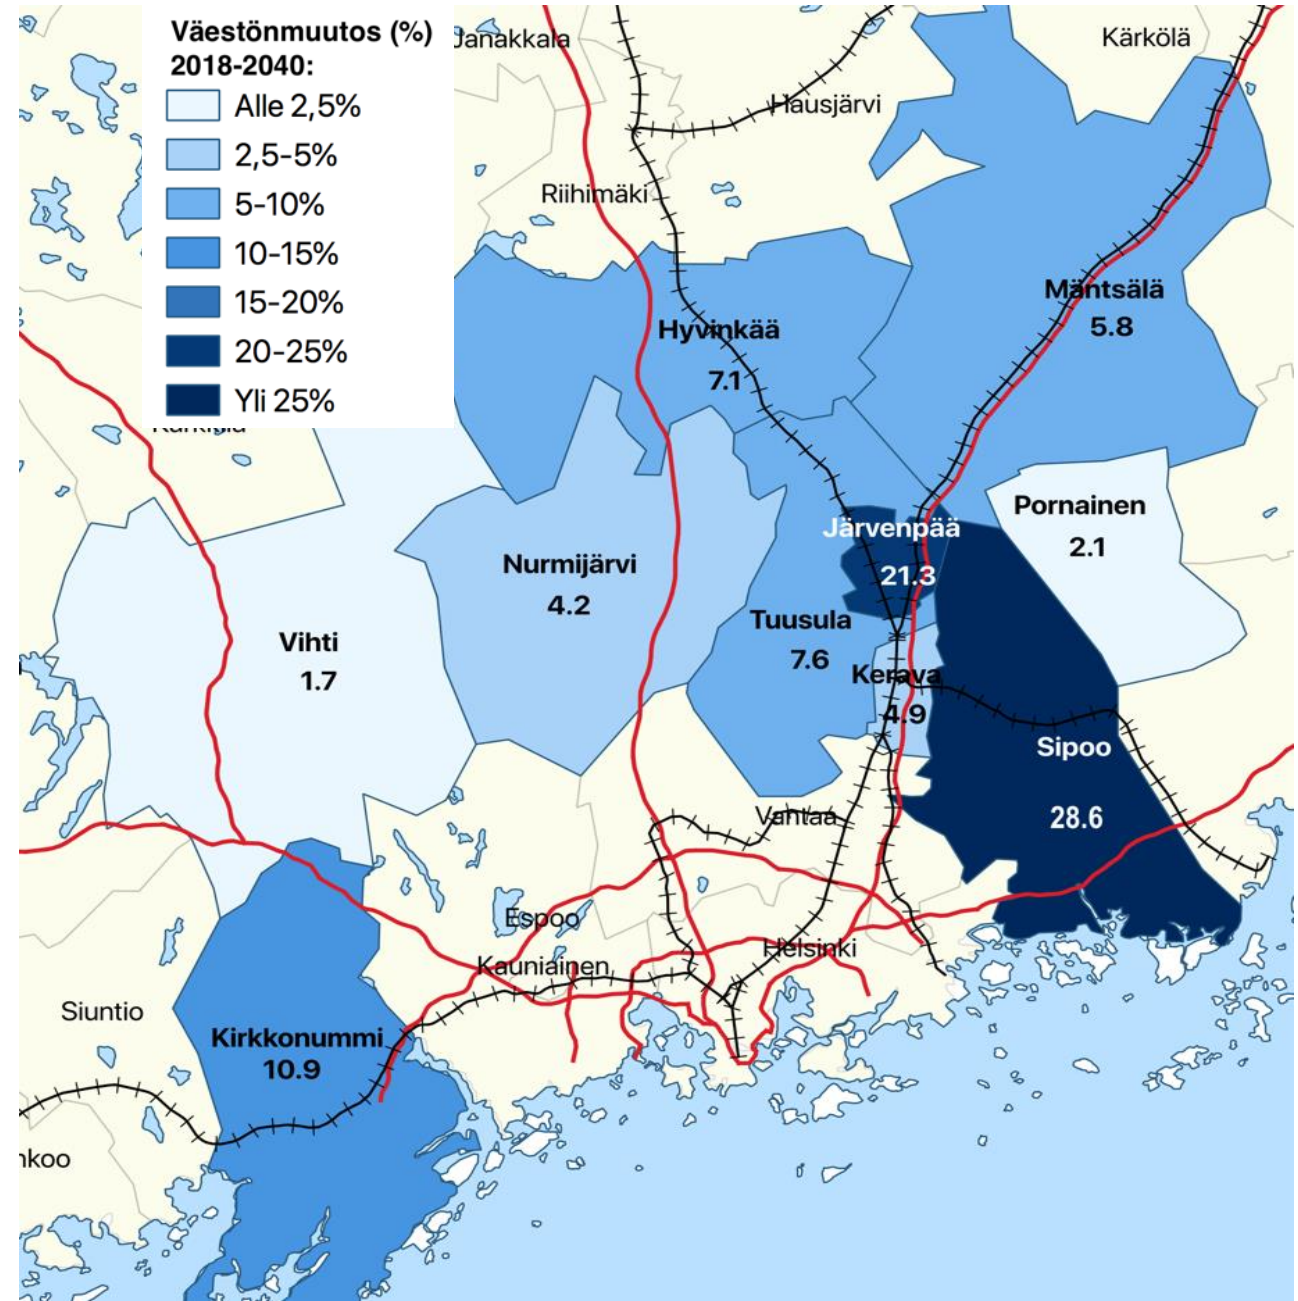 Väestönmuutos (%)
2018-2040:
Alle 2,5%
2,5-5%
5-10%
10-15%
15-20%
20-25%
Yli 25%
Janakkala
Kärkölä
Hausjärvi
Riihimäki
Mäntsälä
5.8
Hyvinkää
7.1
Pornainen
2.1
Järvenpää
21.3
Nurmijärvi
4.2
Tuusula
7.6
Vihti
1.7
Kerava
4.9
Sipoo
28.6
Vantaa
Espoo
Helsinki
Kauniainen
Siuntio
Kirkkonummi
10.9
nkoo